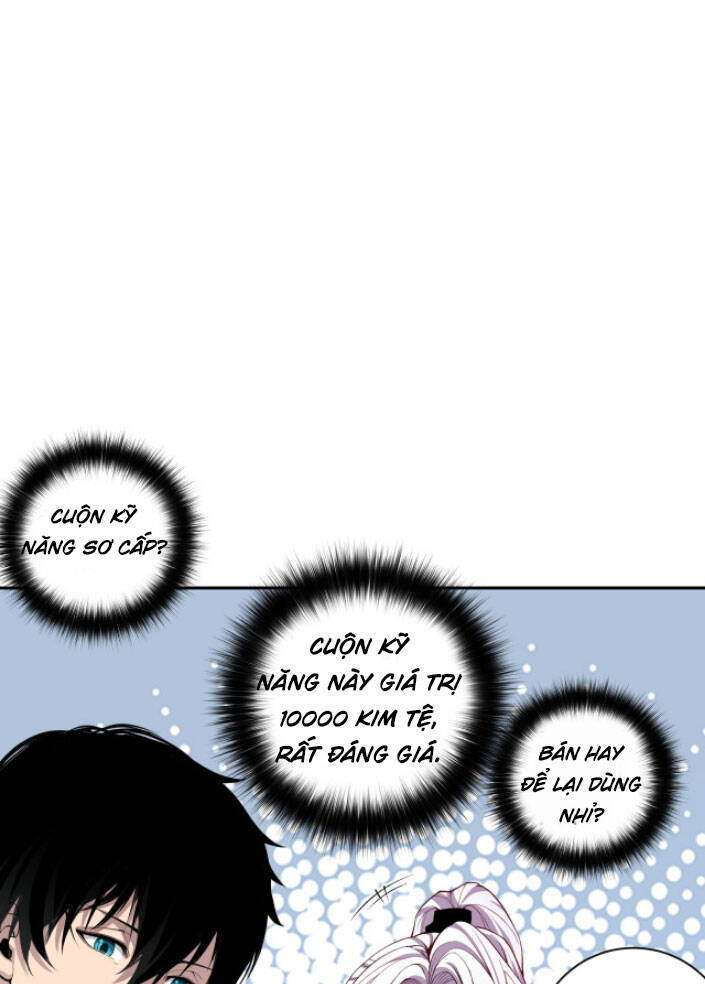 CUỘN KỸ
NĂNG SƠ CẤP?
CUỘN KỸ
NĂNG NÀY GIÁ TRỊ
10000 KIM TỆ,
RẤT ĐÁNG GIÁ.
BÁN HAY
ĐỂ LẠI DÙNG
NHỈ?